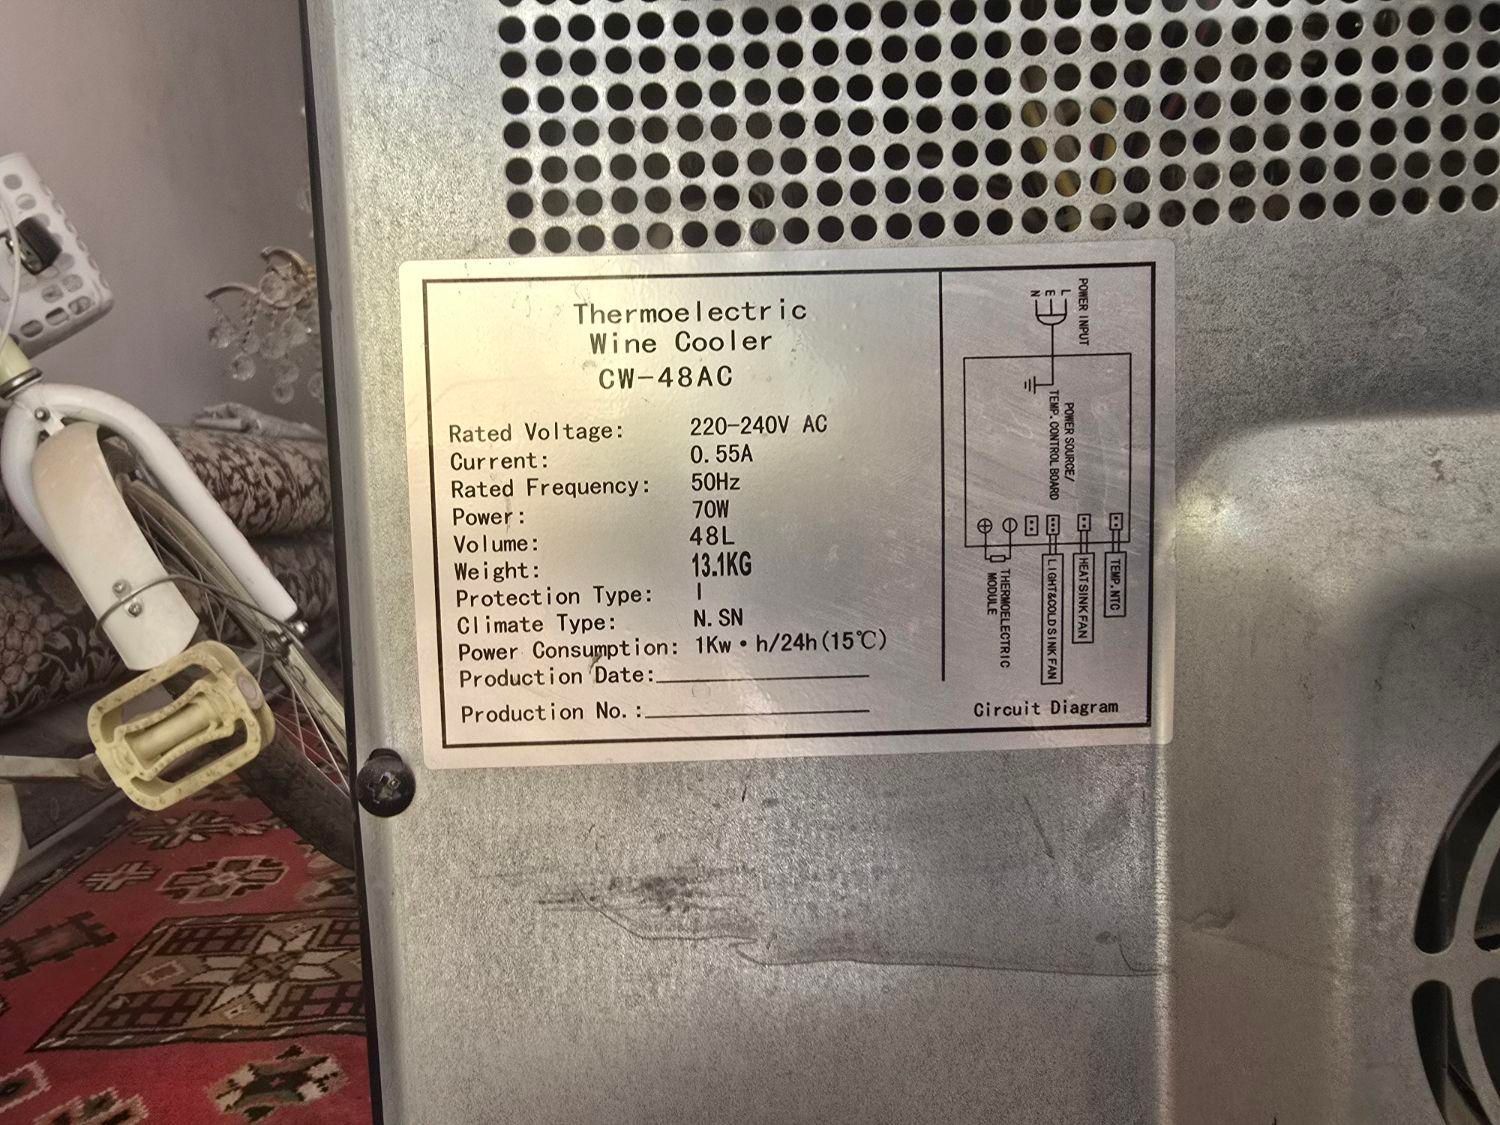 Thermoelectric
Wine Cooler
CW-48AC
Rated Voltage: 220-240V AC
Current: 0.55A
Rated Frequency: 50Hz
Power: 70W
Volume: 48L
Weight: 13.1KG
Protection Type: I
Climate Type: N.SN
Power Consumption: 1Kw·h/24h(15℃)
Production Date:
Production No.:
POWER INPUT
L
E
N
POWER SOURCE/
TEMP. CONTROL BOARD
TEMP. NTC
HEATSINK FAN
LIGHT&COLDSINK FAN
THERMOELECTRIC
MODULE
Circuit Diagram